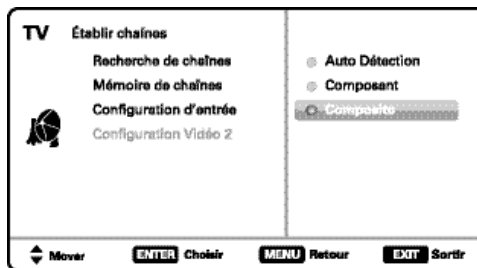 TV Établir chaînes
Recherche de chaînes
Mémoire de chaînes
Configuration d'entrée
Configuration Vidéo 2
Auto Détection
Composant
Composite
Mover ENTER Choisir MENU Retour EXIT Sortir